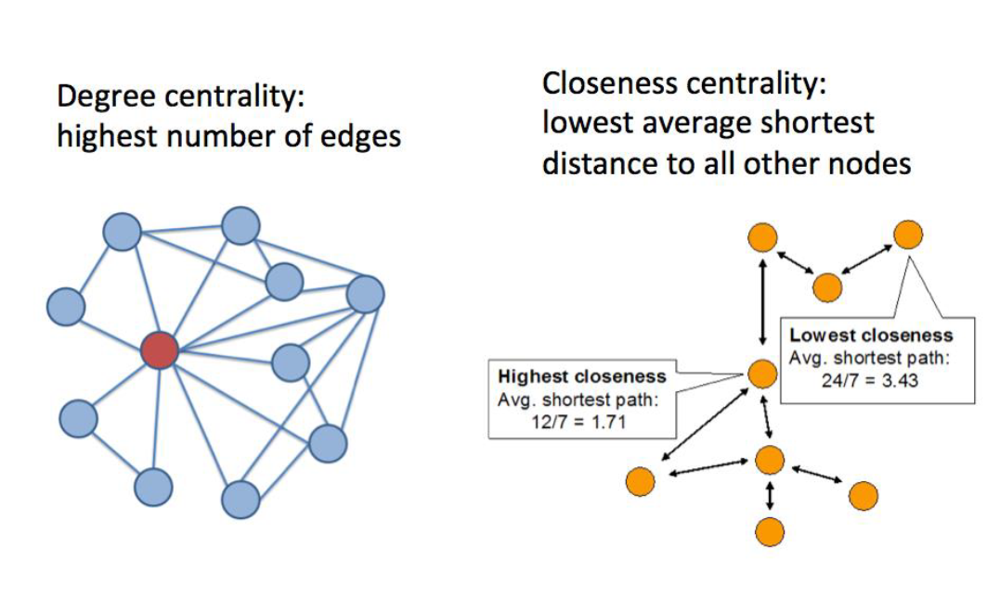 Degree centrality:
highest number of edges
Closeness centrality:
lowest average shortest
distance to all other nodes
Lowest closeness
Avg. shortest path:
24/7 = 3.43
Highest closeness
Avg. shortest path:
12/7 = 1.71